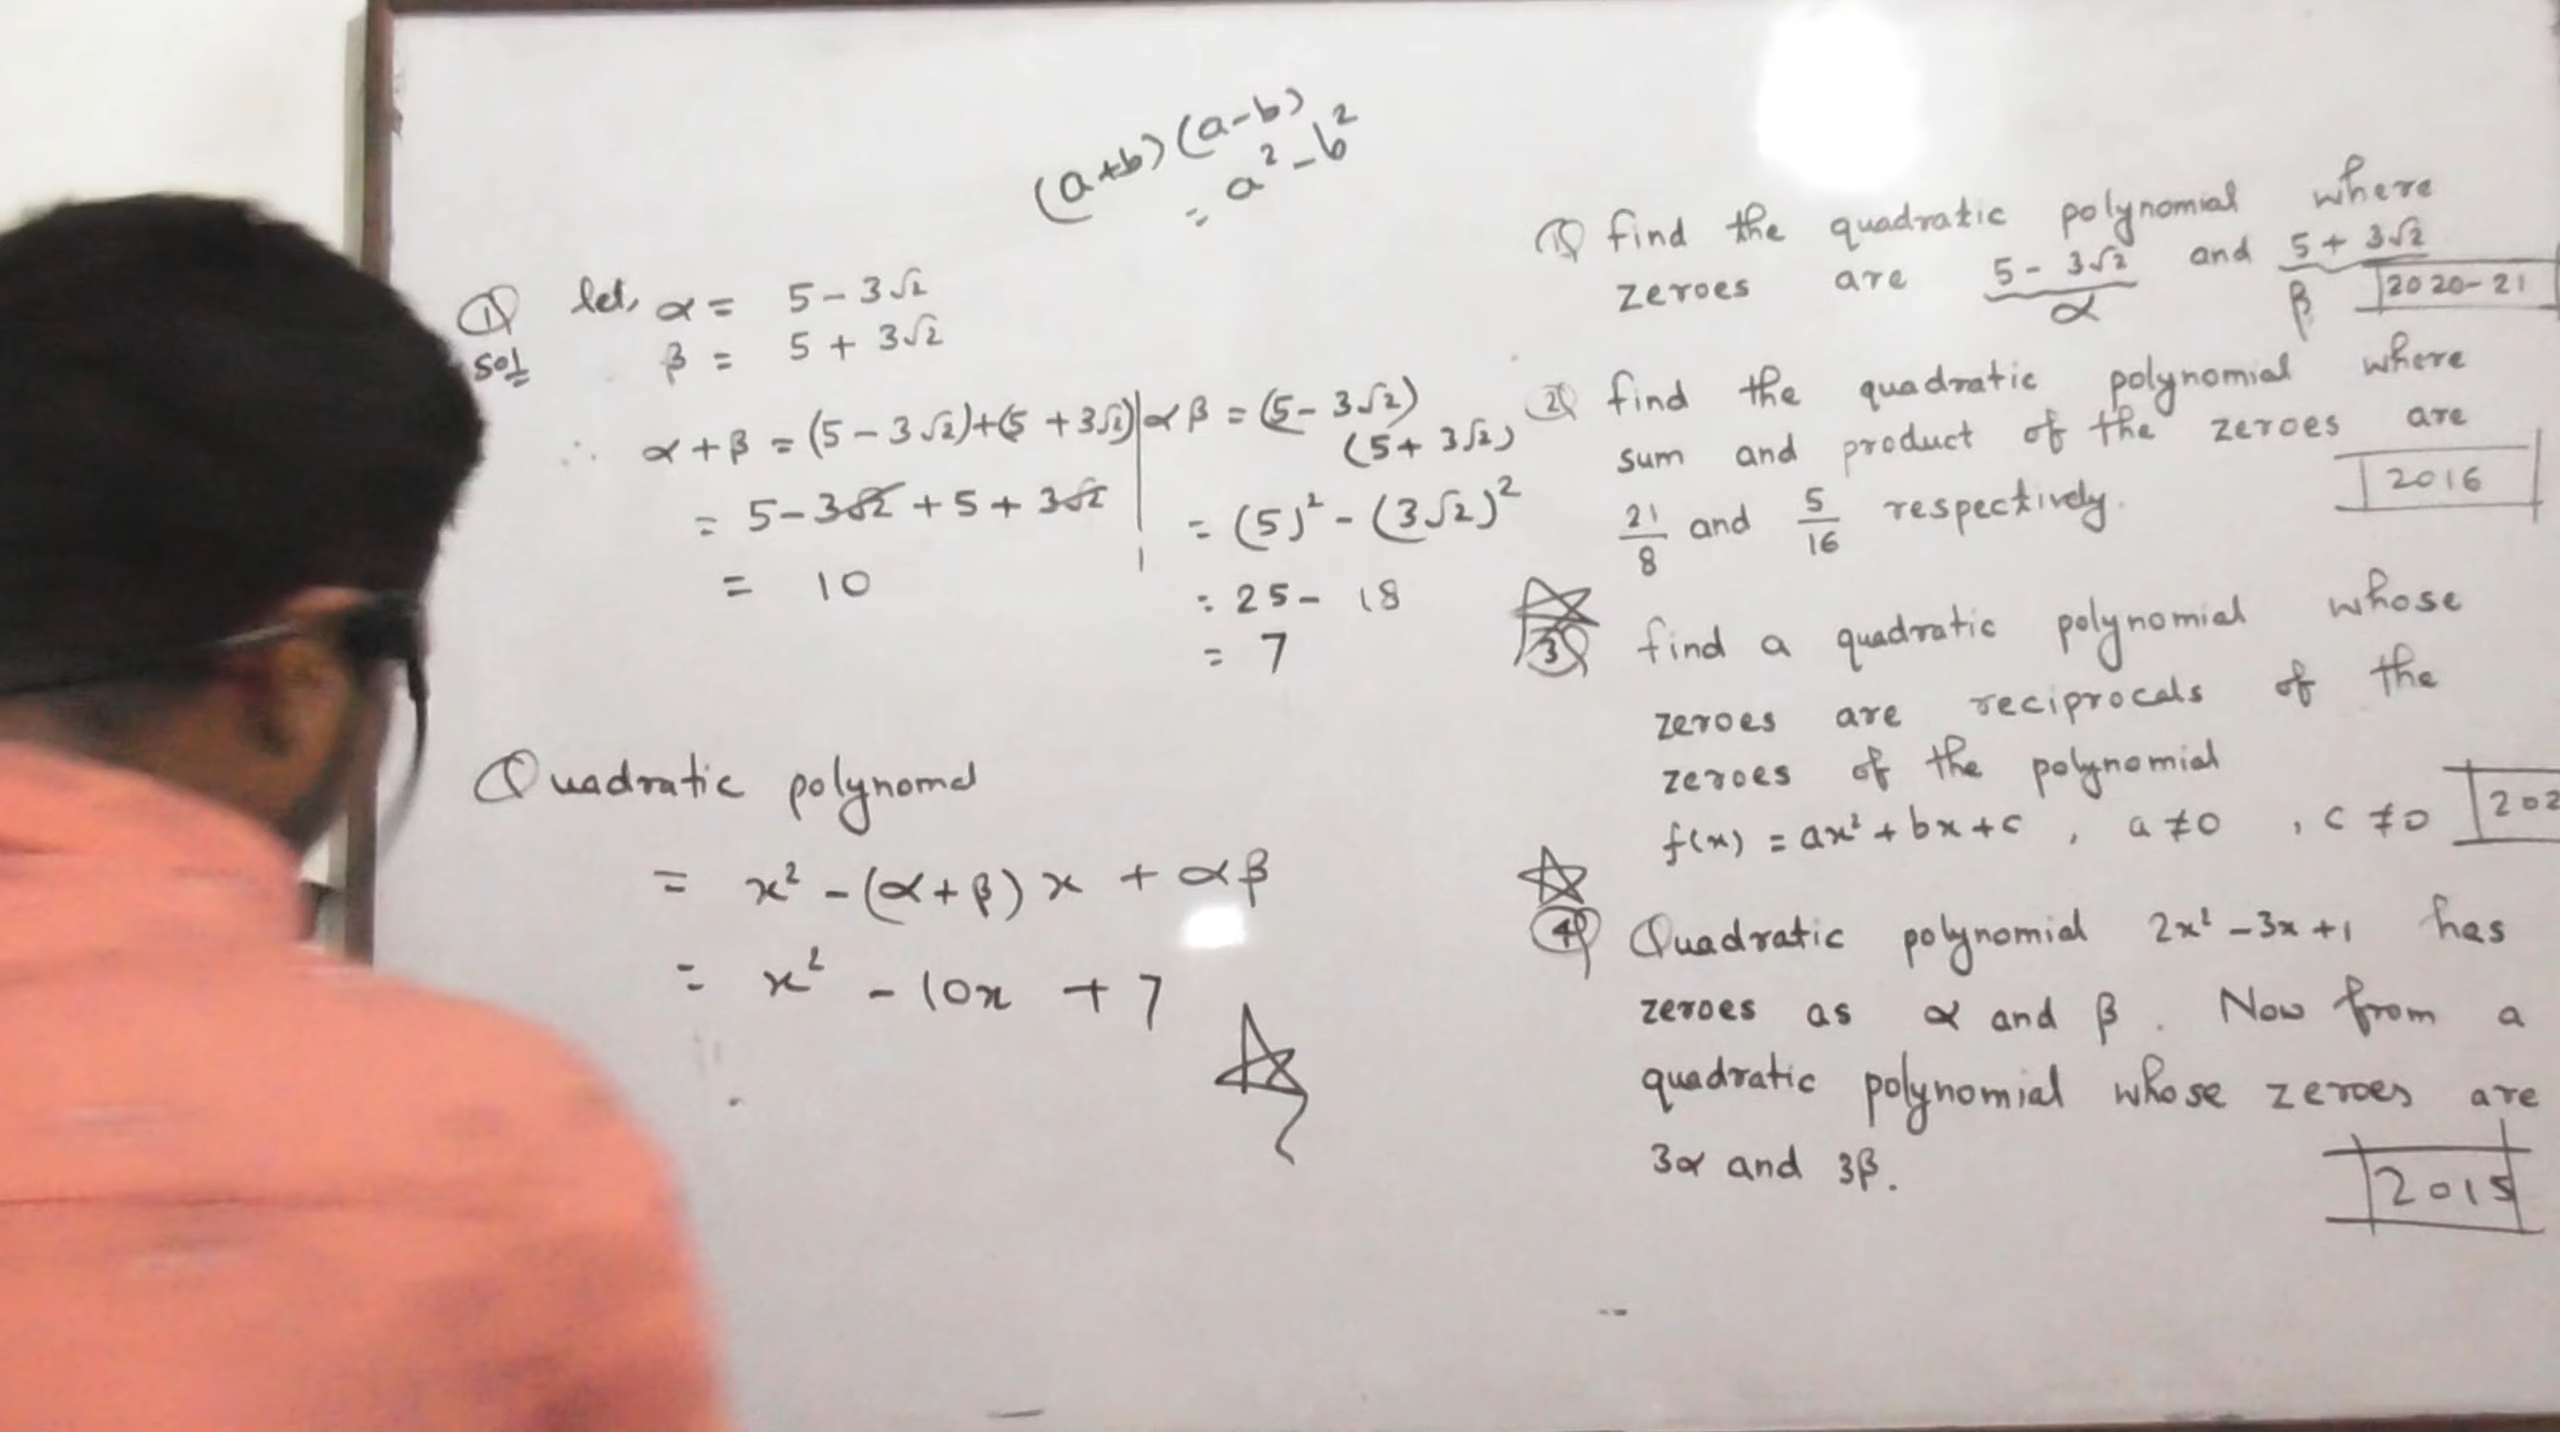 (a+b) (a-b)
= a² - b²
① let, α = 5 - 3√2
Sol β = 5 + 3√2
∴ α + β = (5 - 3√2)+(5 + 3√2) | αβ = (5 - 3√2)
(5 + 3√2)
= 5 - 3√2 + 5 + 3√2
= (5)² - (3√2)²
= 10
= 25 - 18
= 7
Quadratic polynomd
= x² - (α + β) x + αβ
= x² - 10x + 7
① find the quadratic polynomial where
zeroes are 5 - 3√2 and 5 + 3√2
α β 2020-21
② find the quadratic polynomial where
sum and product of the zeroes are
21/8 and 5/16 respectively. 2016
③ find a quadratic polynomial whose
zeroes are reciprocals of the
zeroes of the polynomial
f(x) = ax² + bx + c , a ≠ 0 , c ≠ 0 202
④ Quadratic polynomial 2x² - 3x + 1 has
zeroes as α and β. Now from a
quadratic polynomial whose zeroes are
3α and 3β.
2015